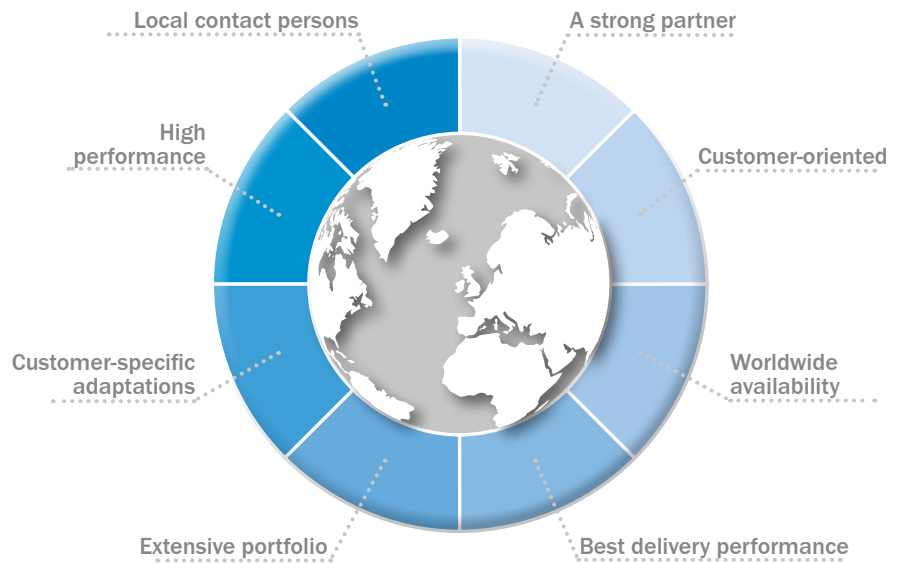 Local contact persons
A strong partner
High
performance
Customer-oriented
Customer-specific
adaptations
Worldwide
availability
Extensive portfolio
Best delivery performance